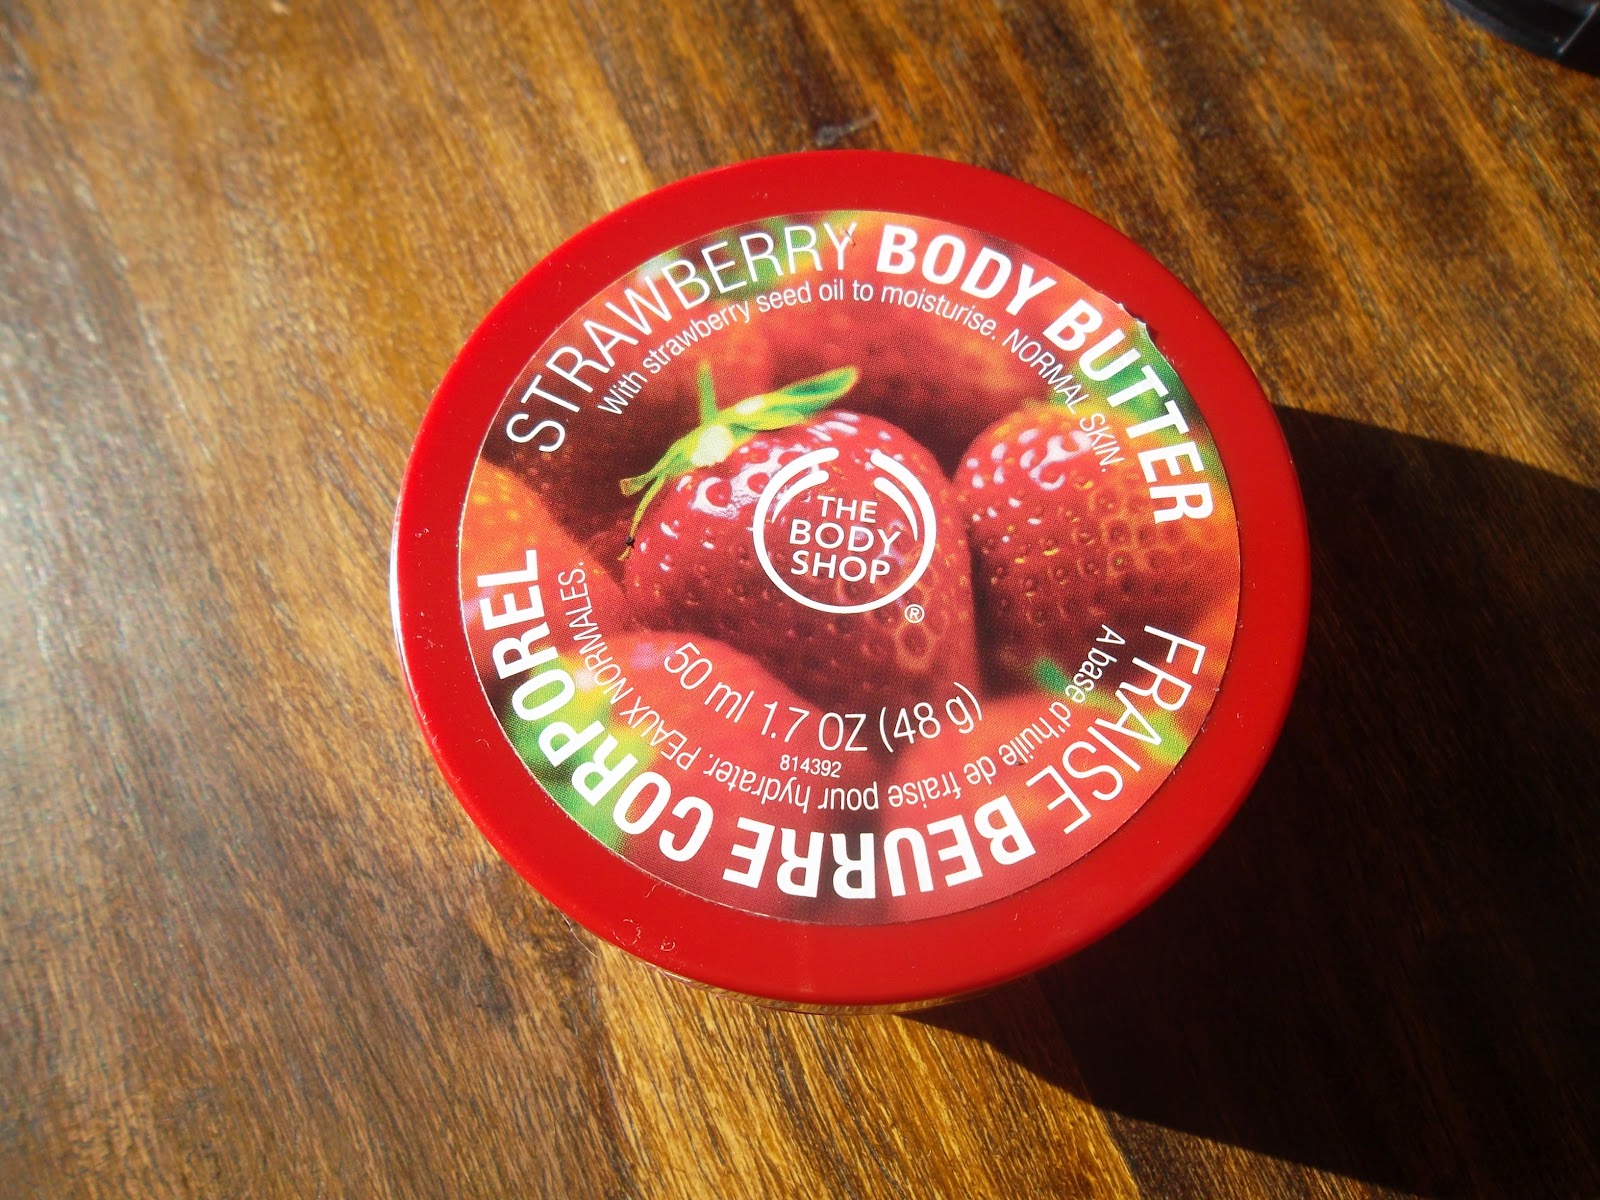 STRAWBERRY BODY BUTTER
With strawberry seed oil to moisturise. NORMAL SKIN.
THE
BODY
SHOP
®
50 ml 1.7 OZ (48 g)
814392
FRAISE BEURRE CORPOREL
A base d'huile de fraise pour hydrater. PEAUX NORMALES.